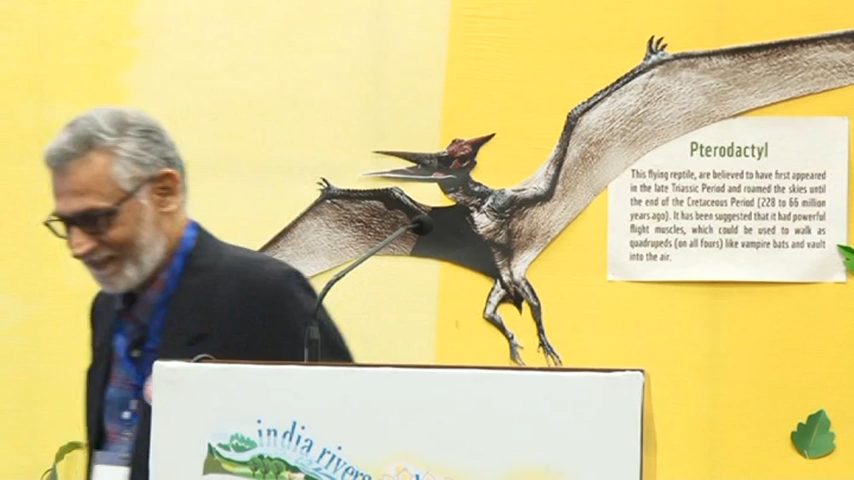 Pterodactyl
This flying reptile, are believed to have first appeared
in the late Triassic Period and roamed the skies until
the end of the Cretaceous Period (228 to 66 million
years ago). It has been suggested that it had powerful
flight muscles, which could be used to walk as
quadrupeds (on all fours) like vampire bats and vault
into the air.
india rivers